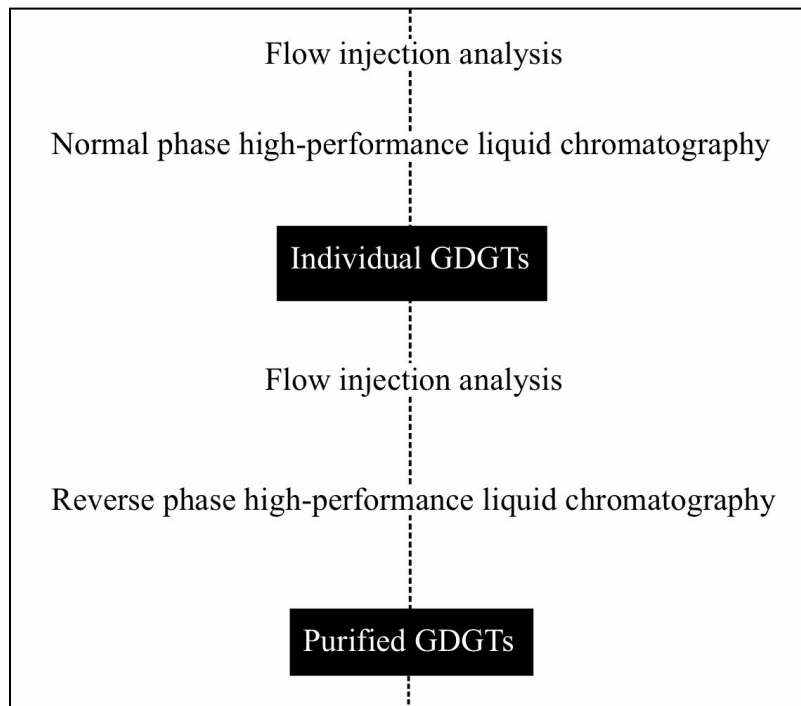 Flow injection analysis
Normal phase high-performance liquid chromatography
Individual GDGTs
Flow injection analysis
Reverse phase high-performance liquid chromatography
Purified GDGTs